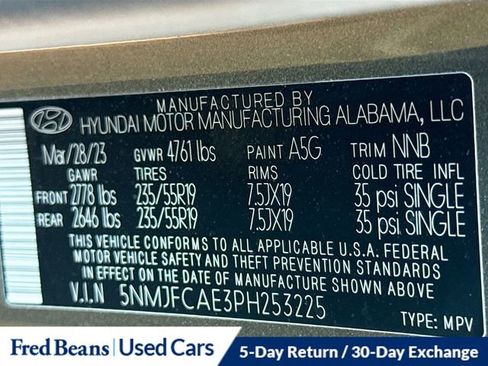 MANUFACTURED BY
HYUNDAI MOTOR MANUFACTURING ALABAMA, LLC
Mar/28/23 GVWR 4761 lbs PAINT A5G TRIM NNB
GAWR TIRES RIMS COLD TIRE INFL
FRONT 2778 lbs 235/55R19 7.5JX19 35 psi SINGLE
REAR 2646 lbs 235/55R19 7.5JX19 35 psi SINGLE
THIS VEHICLE CONFORMS TO ALL APPLICABLE U.S.A. FEDERAL
MOTOR VEHICLE SAFETY AND THEFT PREVENTION STANDARDS
IN EFFECT ON THE DATE OF MANUFACTURE SHOWN ABOVE.
V.I.N 5NMJFCAE3PH253225
TYPE: MPV
Fred Beans | Used Cars 5-Day Return / 30-Day Exchange